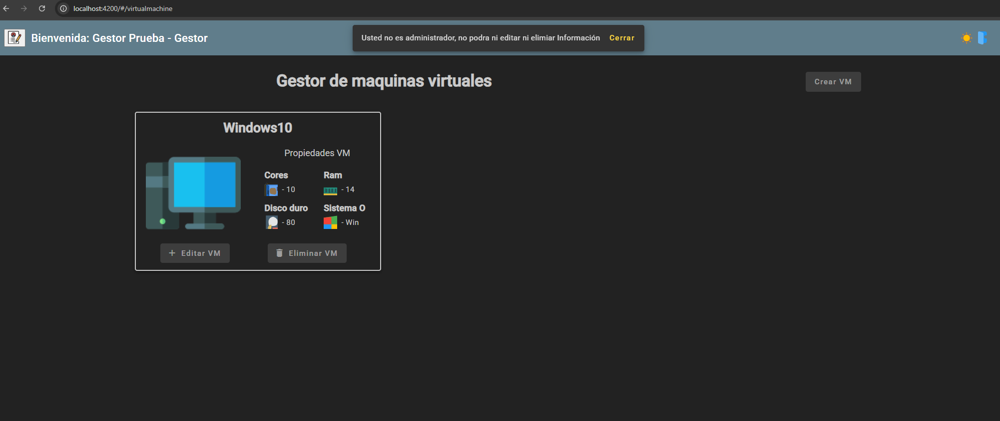 localhost:4200/#/virtualmachine
Bienvenida: Gestor Prueba - Gestor
Usted no es administrador, no podra ni editar ni elimiar Información Cerrar
Gestor de maquinas virtuales
Crear VM
Windows10
Propiedades VM
Cores Ram
- 10 - 14
Disco duro Sistema O
- 80 - Win
Editar VM Eliminar VM